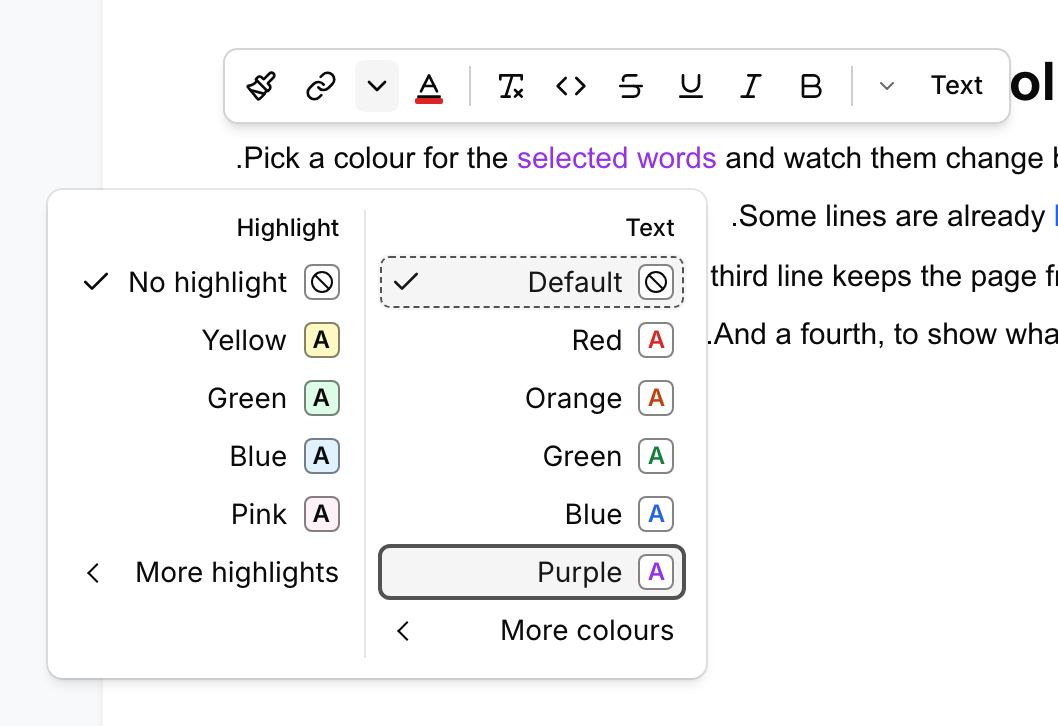 Text
ol
.Pick a colour for the selected words and watch them change b
.Some lines are already
third line keeps the page fr
.And a fourth, to show wha
Text
Default
Red A
Orange A
Green A
Blue A
Purple A
More colours
Highlight
No highlight
Yellow A
Green A
Blue A
Pink A
More highlights